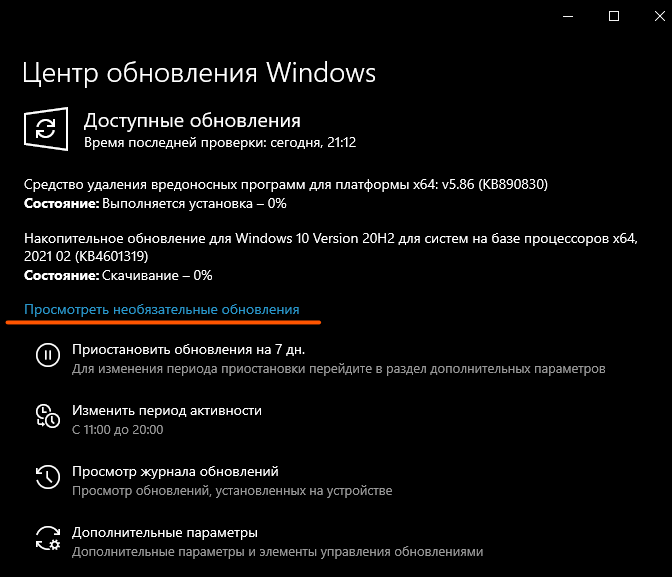 Центр обновления Windows
Доступные обновления
Время последней проверки: сегодня, 21:12
Средство удаления вредоносных программ для платформы x64: v5.86 (KB890830)
Состояние: Выполняется установка – 0%
Накопительное обновление для Windows 10 Version 20H2 для систем на базе процессоров x64,
2021 02 (KB4601319)
Состояние: Скачивание – 0%
Просмотреть необязательные обновления
Приостановить обновления на 7 дн.
Для изменения периода приостановки перейдите в раздел дополнительных параметров
Изменить период активности
С 11:00 до 20:00
Просмотр журнала обновлений
Просмотр обновлений, установленных на устройстве
Дополнительные параметры
Дополнительные параметры и элементы управления обновлениями